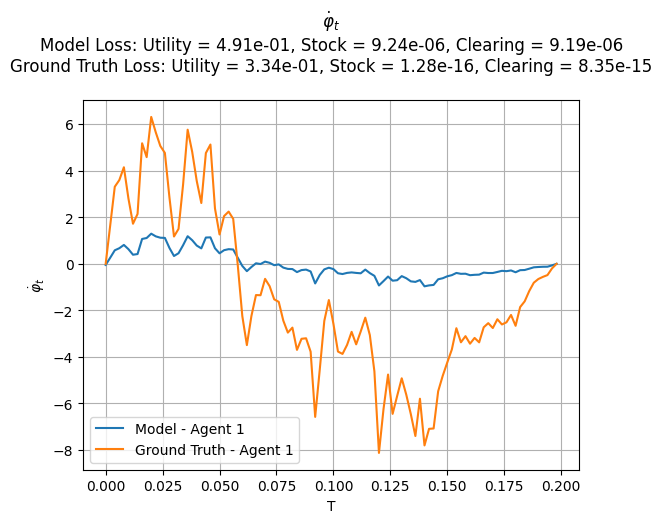 φ̇ₜ
Model Loss: Utility = 4.91e-01, Stock = 9.24e-06, Clearing = 9.19e-06
Ground Truth Loss: Utility = 3.34e-01, Stock = 1.28e-16, Clearing = 8.35e-15
6
4
2
0
−2
−4
−6
−8
φ̇ₜ
Model - Agent 1
Ground Truth - Agent 1
0.000 0.025 0.050 0.075 0.100 0.125 0.150 0.175 0.200
T